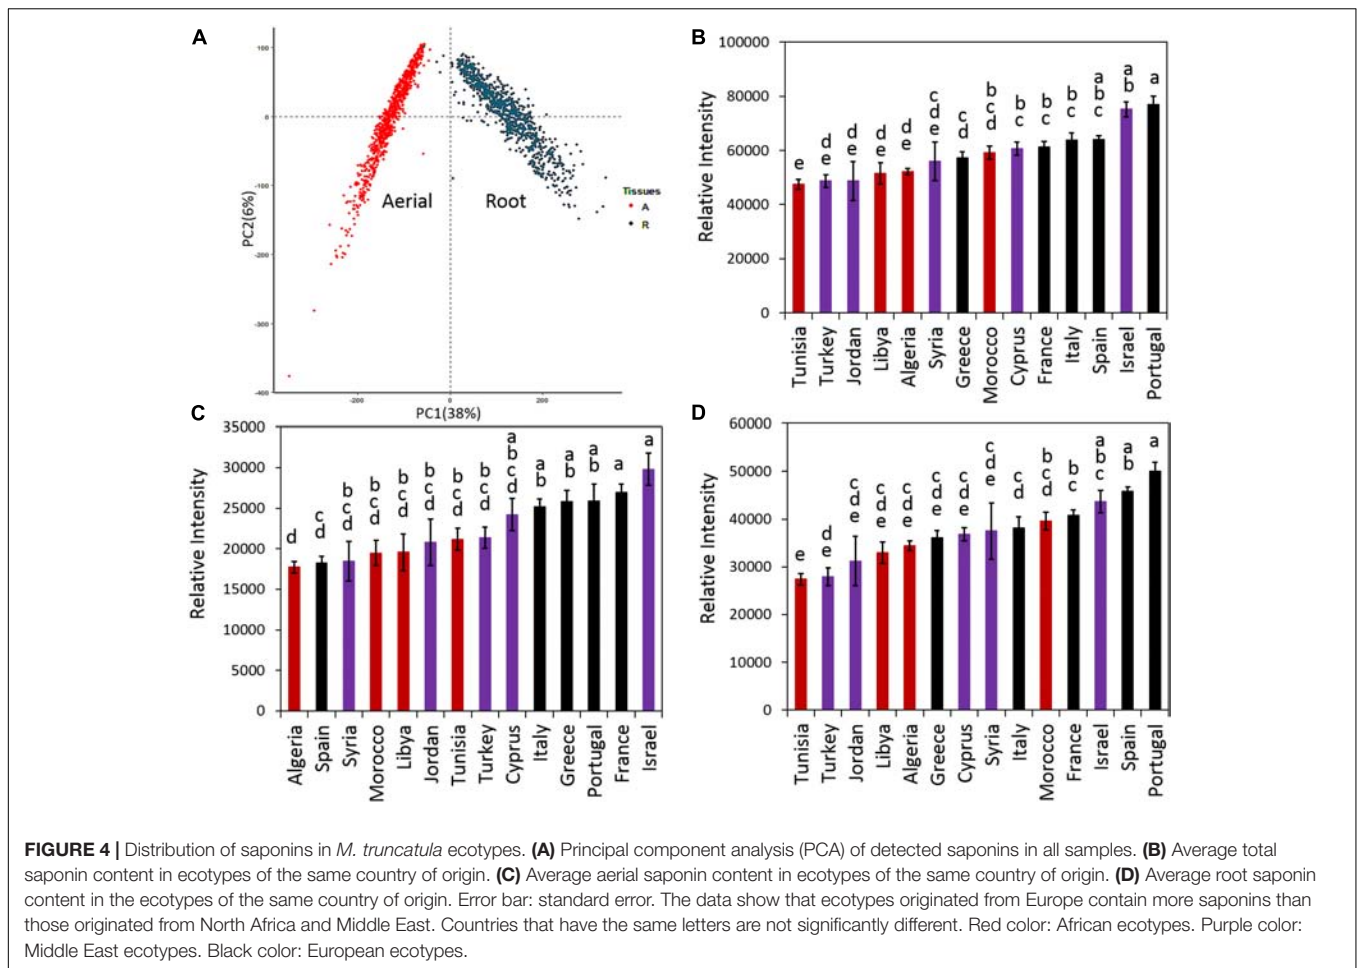 A
100
0
-100
-200
-300
-400
PC2(6%)
-200
0
200
PC1(38%)
Aerial
Root
Tissues
A
R
B
100000
80000
60000
40000
20000
0
Relative Intensity
e
d e
d e
d e
d e
c d e
c d
b c d
b c
b c
b c
a b c
a b
a
Tunisia
Turkey
Jordan
Libya
Algeria
Syria
Greece
Morocco
Cyprus
France
Italy
Spain
Israel
Portugal
C
35000
30000
25000
20000
15000
10000
5000
0
Relative Intensity
d
c d
b c d
b c d
b c d
b c d
b c d
b c d
a b c d
a b
a b
a b
a
a
Algeria
Spain
Syria
Morocco
Libya
Jordan
Tunisia
Turkey
Cyprus
Italy
Greece
Portugal
France
Israel
D
60000
50000
40000
30000
20000
10000
0
Relative Intensity
e
d e
c d e
c d e
c d e
c d e
c d e
c d e
c d
b c d
b c
a b c
a b
a
Tunisia
Turkey
Jordan
Libya
Algeria
Greece
Cyprus
Syria
Italy
Morocco
France
Israel
Spain
Portugal
FIGURE 4 | Distribution of saponins in M. truncatula ecotypes. (A) Principal component analysis (PCA) of detected saponins in all samples. (B) Average total
saponin content in ecotypes of the same country of origin. (C) Average aerial saponin content in ecotypes of the same country of origin. (D) Average root saponin
content in the ecotypes of the same country of origin. Error bar: standard error. The data show that ecotypes originated from Europe contain more saponins than
those originated from North Africa and Middle East. Countries that have the same letters are not significantly different. Red color: African ecotypes. Purple color:
Middle East ecotypes. Black color: European ecotypes.